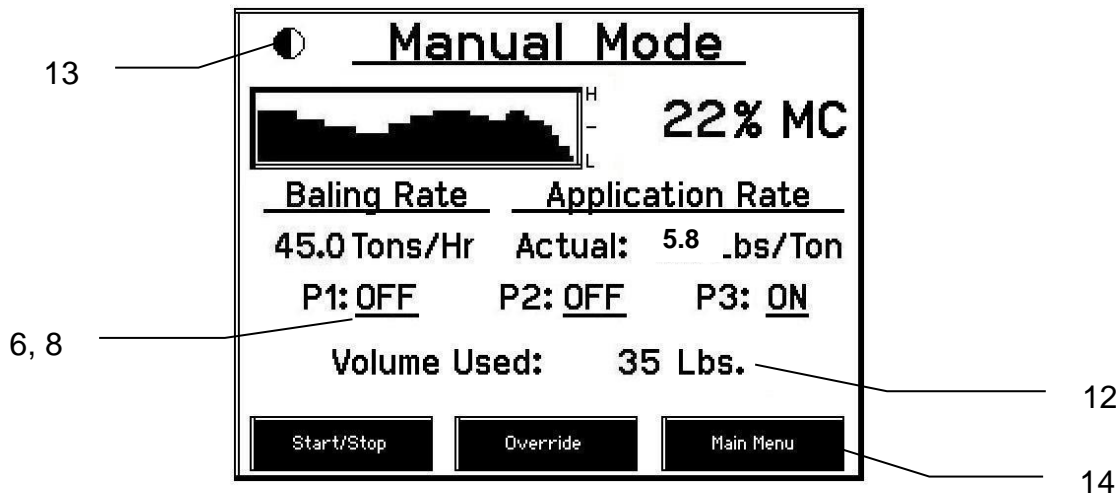 Manual Mode
13
H
-
L
22% MC
Baling Rate Application Rate
45.0 Tons/Hr Actual: 5.8 .bs/Ton
P1: OFF P2: OFF P3: ON
6, 8
Volume Used: 35 Lbs.
12
Start/Stop Override Main Menu
14